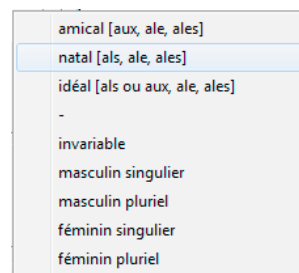 amical [aux, ale, ales]
natal [als, ale, ales]
idéal [als ou aux, ale, ales]
-
invariable
masculin singulier
masculin pluriel
féminin singulier
féminin pluriel